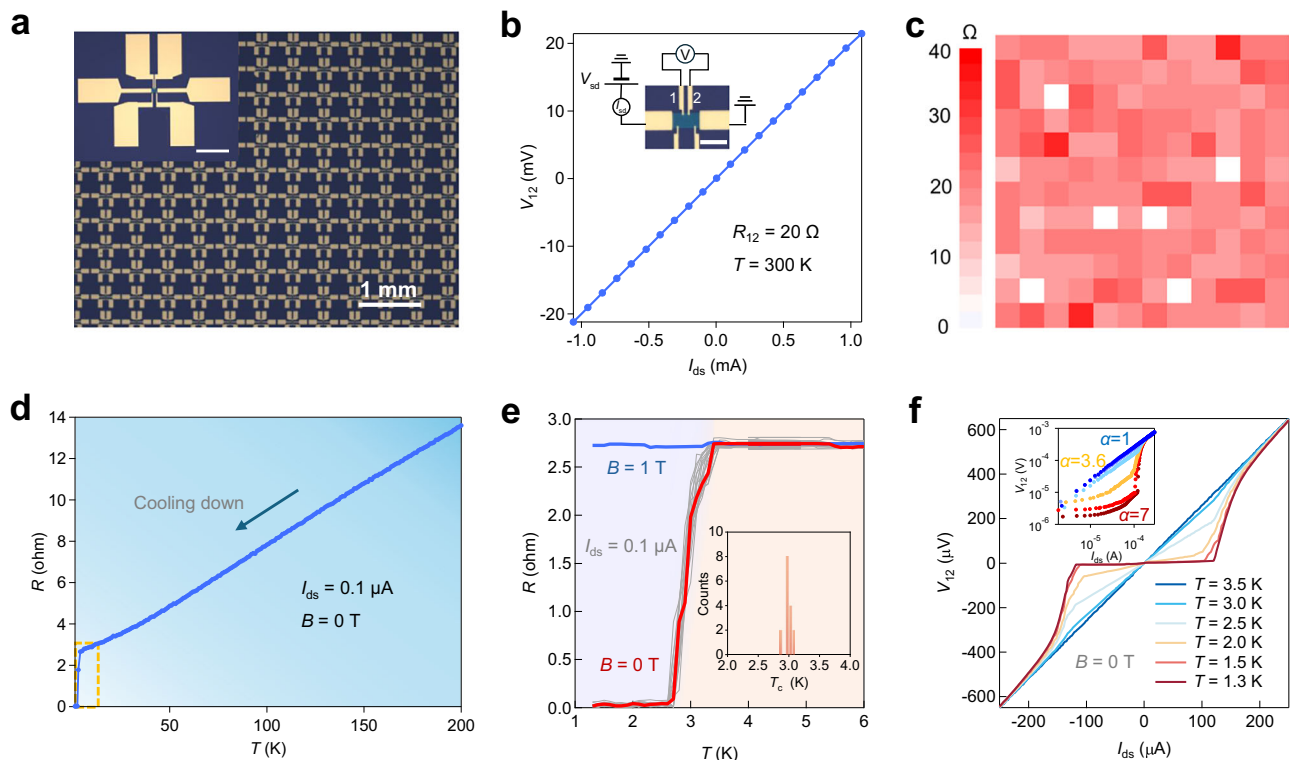 a
1 mm
b
V12 (mV)
20
10
0
-10
-20
-1.0
-0.5
0.0
0.5
1.0
Ids (mA)
Vsd
Isd
V
1 2
R12 = 20 Ω
T = 300 K
c
Ω
40
30
20
10
0
d
R (ohm)
14
12
10
8
6
4
2
0
50
100
150
200
T (K)
Cooling down
Ids = 0.1 µA
B = 0 T
e
R (ohm)
3.0
2.5
2.0
1.5
1.0
0.5
0.0
1
2
3
4
5
6
T (K)
B = 1 T
Ids = 0.1 µA
B = 0 T
Counts
10
8
6
4
2
0
2.0
3.0
4.0
Tc (K)
f
V12 (µV)
600
400
200
0
-200
-400
-600
-200
-100
0
100
200
Ids (µA)
V12 (V)
10-3
10-4
10-5
10-6
10-5
10-4
Ids (A)
α=1
α=3.6
α=7
T = 3.5 K
T = 3.0 K
T = 2.5 K
T = 2.0 K
T = 1.5 K
T = 1.3 K
B = 0 T